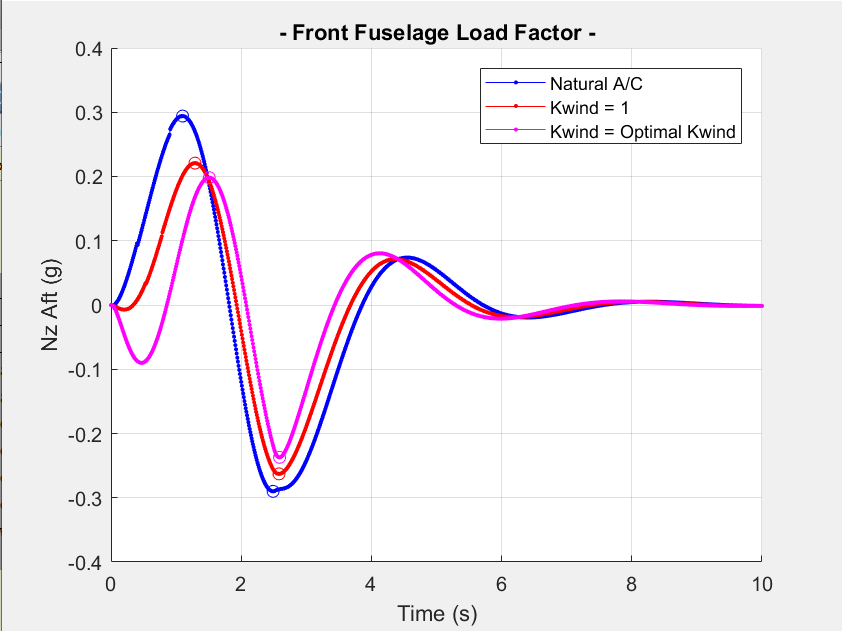 - Front Fuselage Load Factor -
Natural A/C
Kwind = 1
Kwind = Optimal Kwind
0.4
0.3
0.2
0.1
0
-0.1
-0.2
-0.3
-0.4
Nz Aft (g)
0 2 4 6 8 10
Time (s)